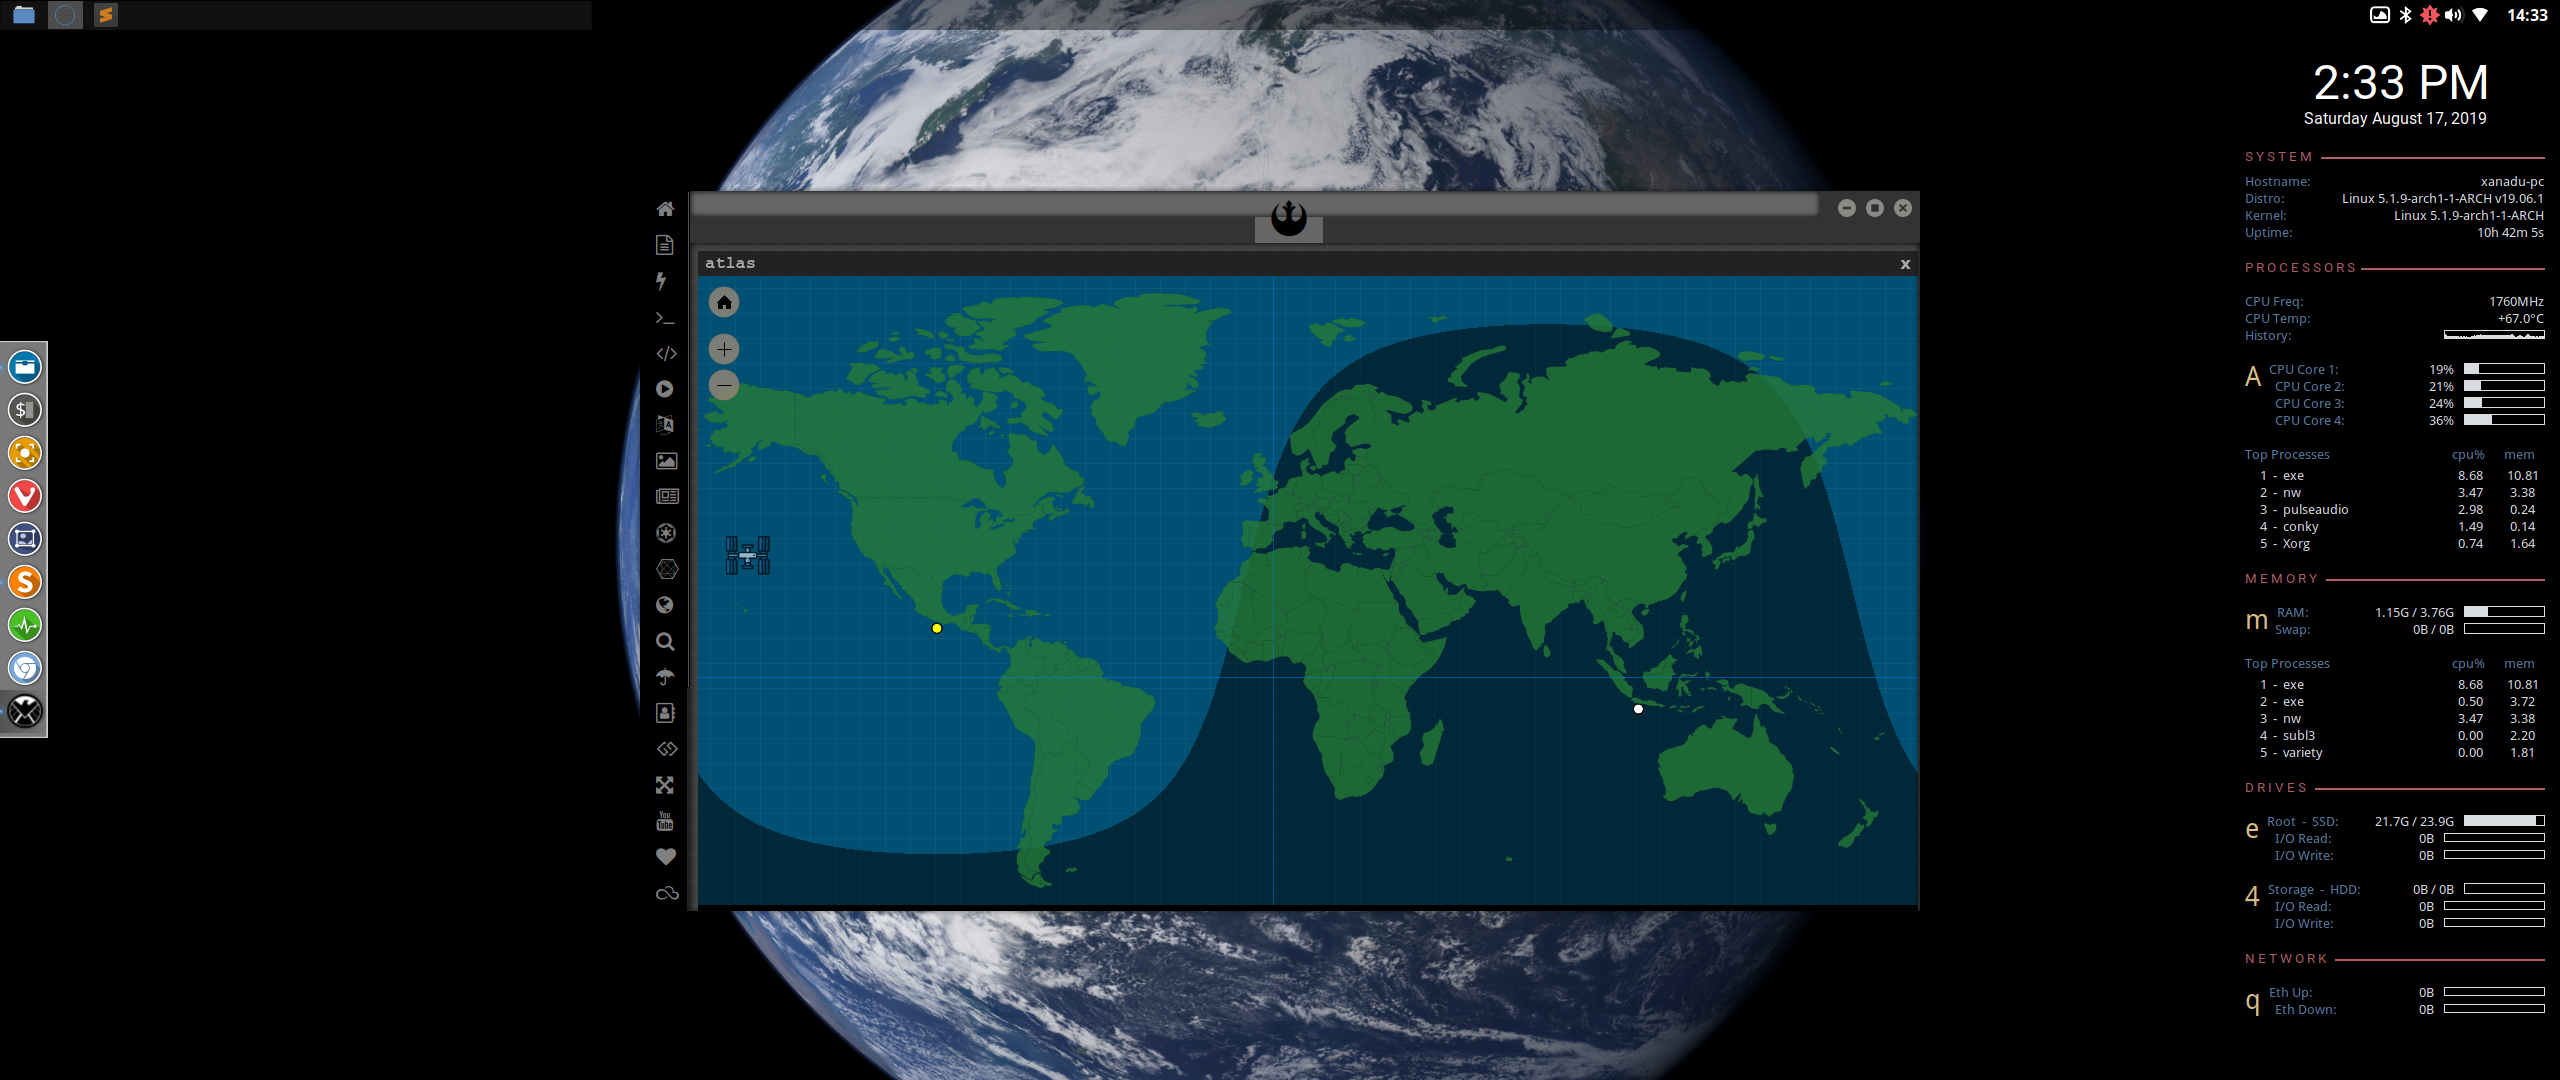 14:33
2:33 PM
Saturday August 17, 2019
SYSTEM
Hostname: xanadu-pc
Distro: Linux 5.1.9-arch1-1-ARCH v19.06.1
Kernel: Linux 5.1.9-arch1-1-ARCH
Uptime: 10h 42m 5s
atlas x
PROCESSORS
CPU Freq: 1760MHz
CPU Temp: +67.0°C
History:
A CPU Core 1: 19%
CPU Core 2: 21%
CPU Core 3: 24%
CPU Core 4: 36%
Top Processes cpu% mem
1 - exe 8.68 10.81
2 - nw 3.47 3.38
3 - pulseaudio 2.98 0.24
4 - conky 1.49 0.14
5 - Xorg 0.74 1.64
MEMORY
m RAM: 1.15G / 3.76G
Swap: 0B / 0B
Top Processes cpu% mem
1 - exe 8.68 10.81
2 - exe 0.50 3.72
3 - nw 3.47 3.38
4 - subl3 0.00 2.20
5 - variety 0.00 1.81
DRIVES
e Root - SSD: 21.7G / 23.9G
I/O Read: 0B
I/O Write: 0B
4 Storage - HDD: 0B / 0B
I/O Read: 0B
I/O Write: 0B
NETWORK
q Eth Up: 0B
Eth Down: 0B
You
Tube
$
S